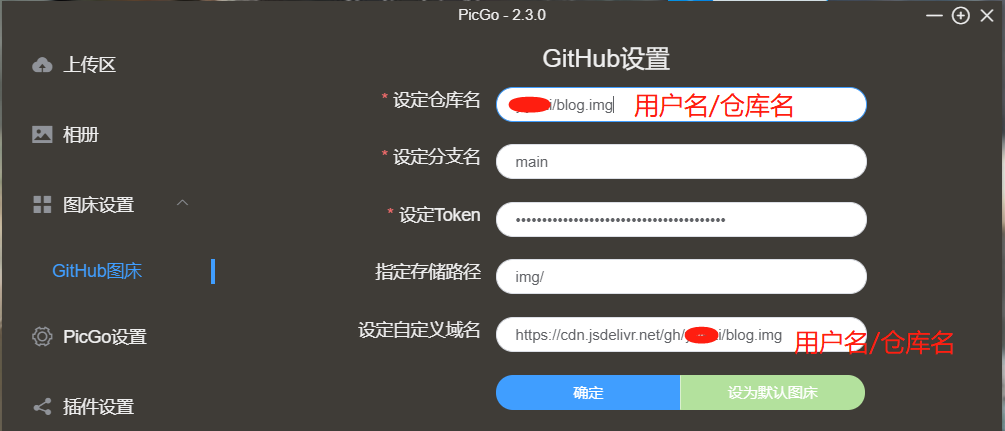 PicGo - 2.3.0
上传区
相册
图床设置
GitHub图床
PicGo设置
插件设置
GitHub设置
* 设定仓库名
i/blog.img
用户名/仓库名
* 设定分支名
main
* 设定Token
指定存储路径
img/
设定自定义域名
https://cdn.jsdelivr.net/gh/ i/blog.img
用户名/仓库名
确定
设为默认图床